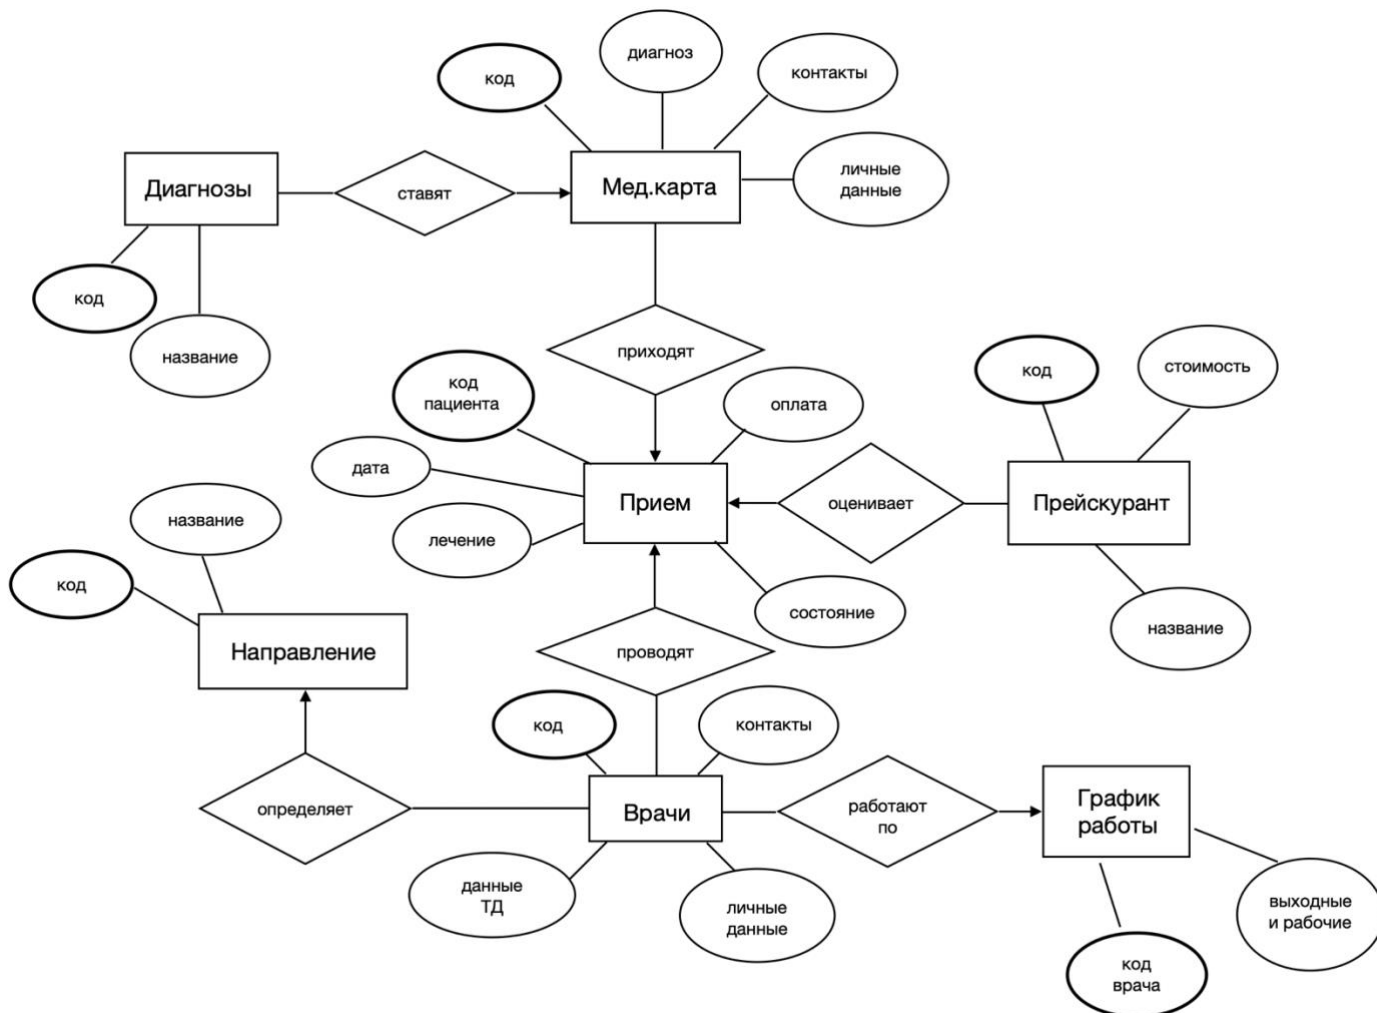 диагноз
код
контакты
личные
данные
Диагнозы
ставят
Мед.карта
код
название
приходят
код
пациента
оплата
код
стоимость
дата
Прием
оценивает
Прейскурант
название
лечение
код
состояние
название
Направление
проводят
код
контакты
определяет
Врачи
работают
по
График
работы
данные
ТД
личные
данные
выходные
и рабочие
код
врача